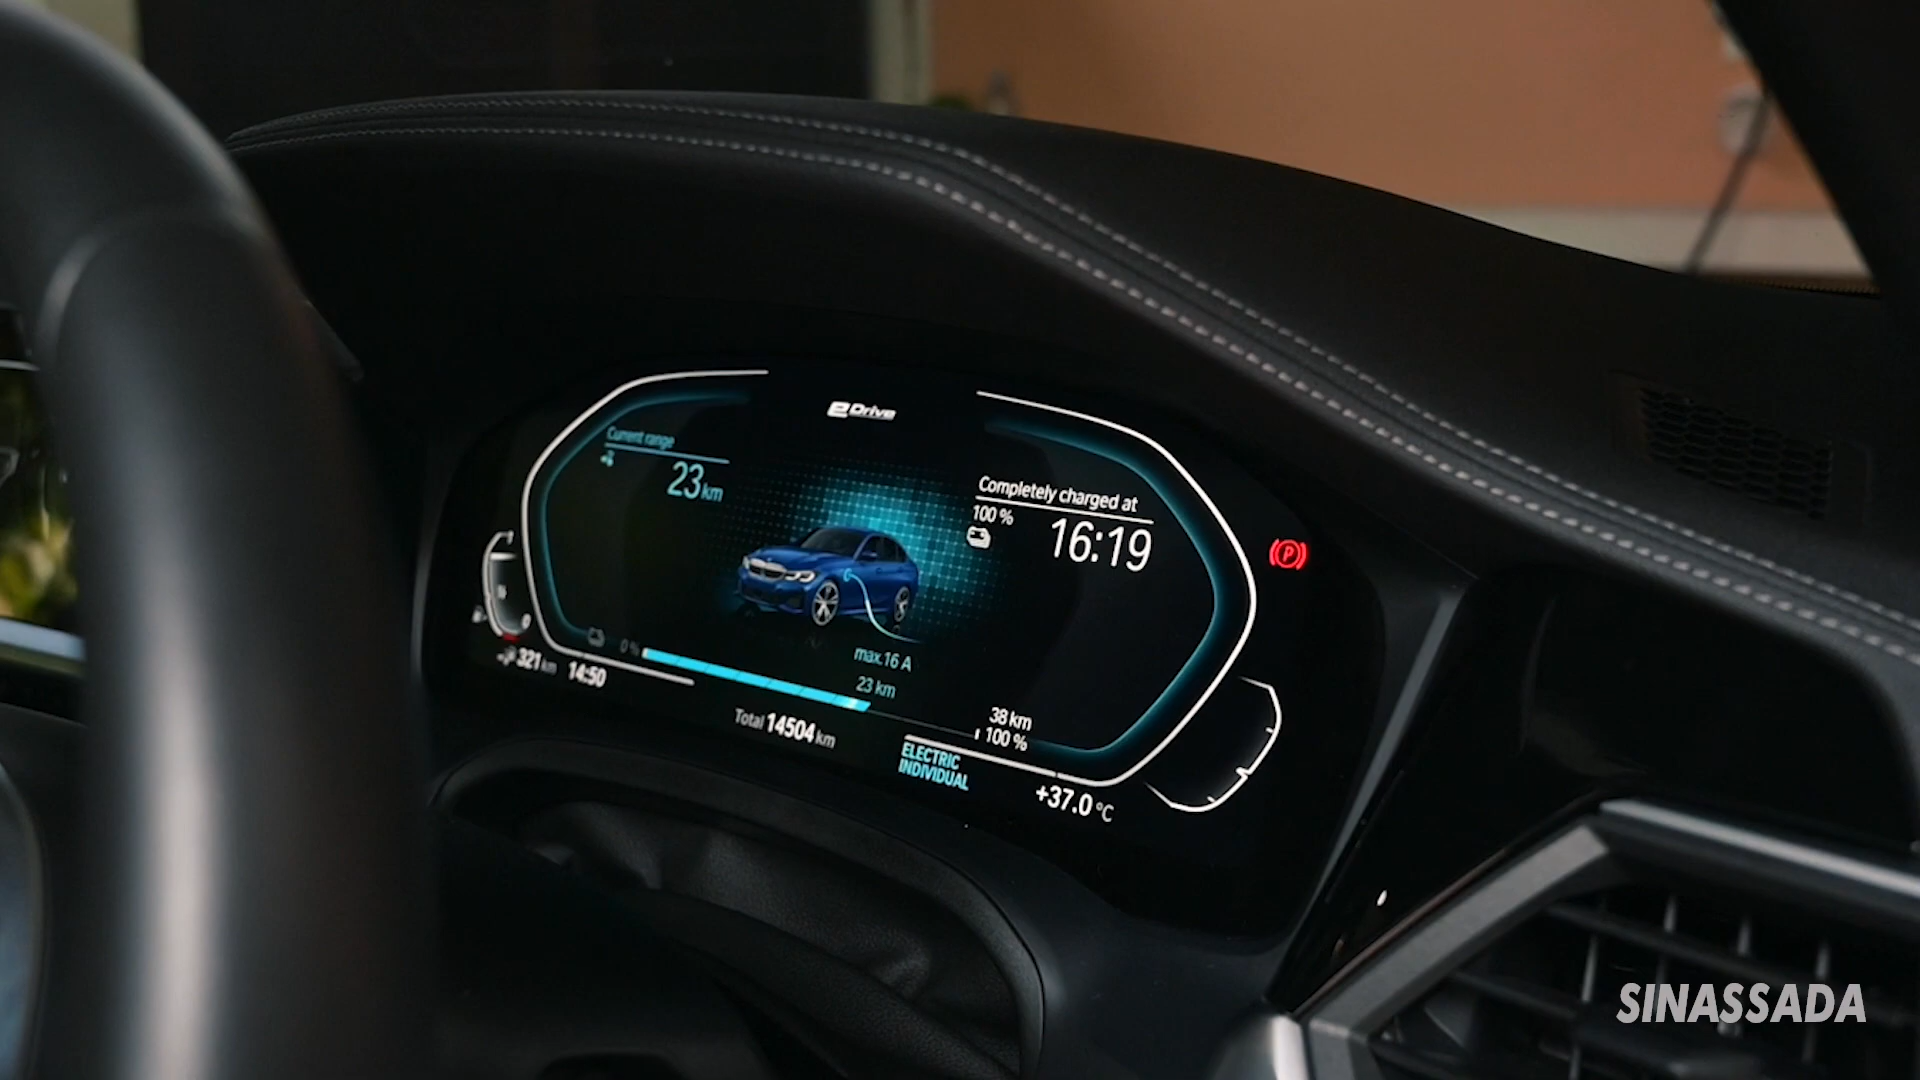 eDrive
Current range
23 km
Completely charged at
100 %
16:19
P
0 %
max.16 A
23 km
321 km 14:50
38 km
100 %
Total 14504 km
ELECTRIC
INDIVIDUAL
+37.0 °C
SINASSADA